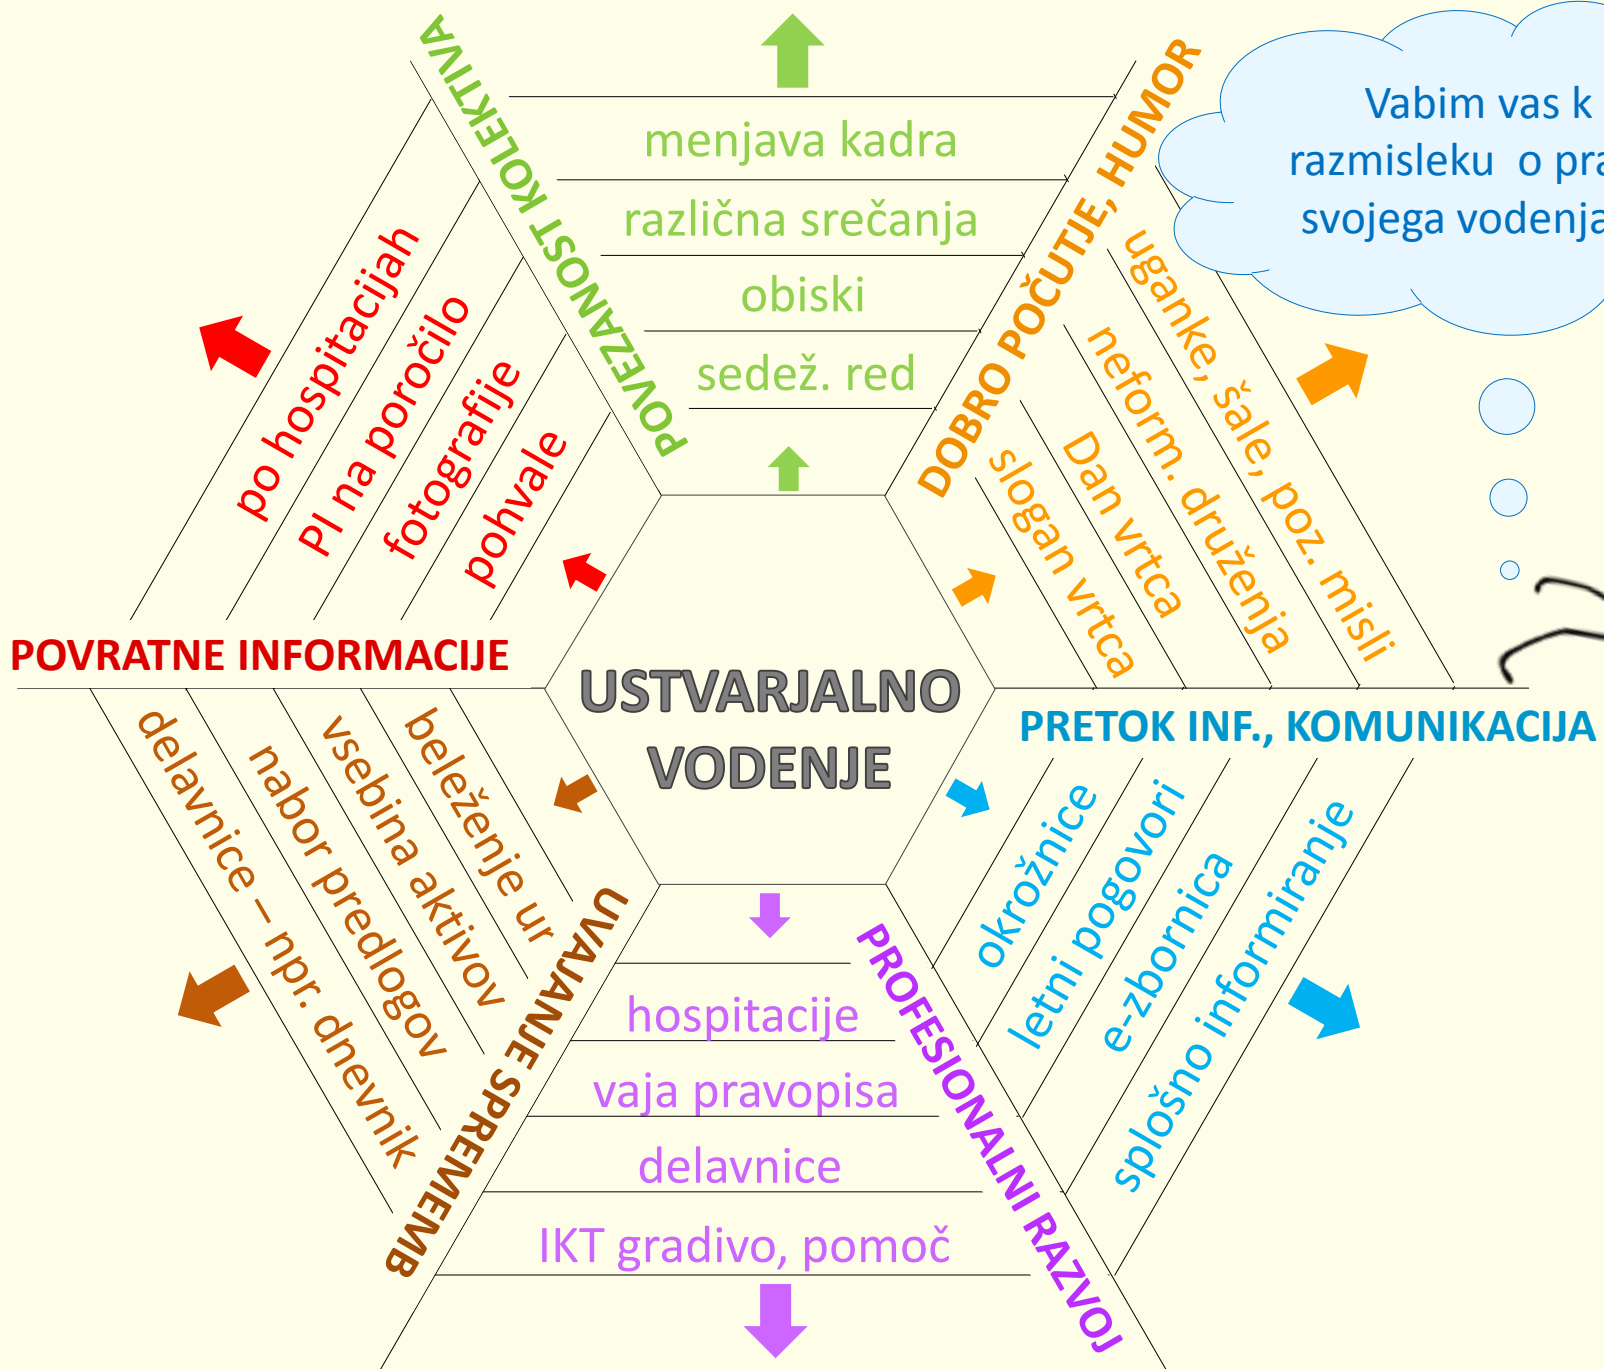 POVEZANOST KOLEKTIVA
menjava kadra
različna srečanja
obiski
sedež. red
DOBRO POČUTJE, HUMOR
uganke, šale, poz. misli
neform. druženja
Dan vrtca
slogan vrtca
Vabim vas k
razmisleku o pra
svojega vodenja
po hospitacijah
PI na poročilo
fotografije
pohvale
POVRATNE INFORMACIJE
USTVARJALNO
VODENJE
PRETOK INF., KOMUNIKACIJA
okrožnice
letni pogovori
e-zbornica
splošno informiranje
delavnice – npr. dnevnik
nabor predlogov
vsebina aktivov
beleženje ur
UVAJANJE SPREMEMB
hospitacije
vaja pravopisa
delavnice
IKT gradivo, pomoč
PROFESIONALNI RAZVOJ